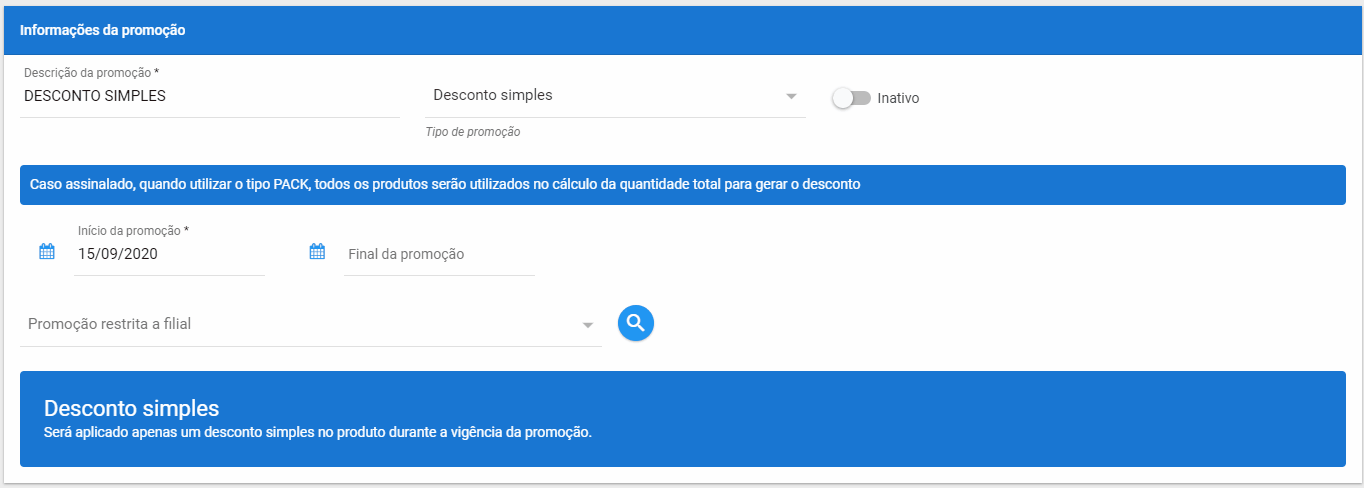 Informações da promoção
Descrição da promoção *
DESCONTO SIMPLES
Desconto simples
Inativo
Tipo de promoção
Caso assinalado, quando utilizar o tipo PACK, todos os produtos serão utilizados no cálculo da quantidade total para gerar o desconto
Início da promoção *
15/09/2020
Final da promoção
Promoção restrita a filial
Desconto simples
Será aplicado apenas um desconto simples no produto durante a vigência da promoção.